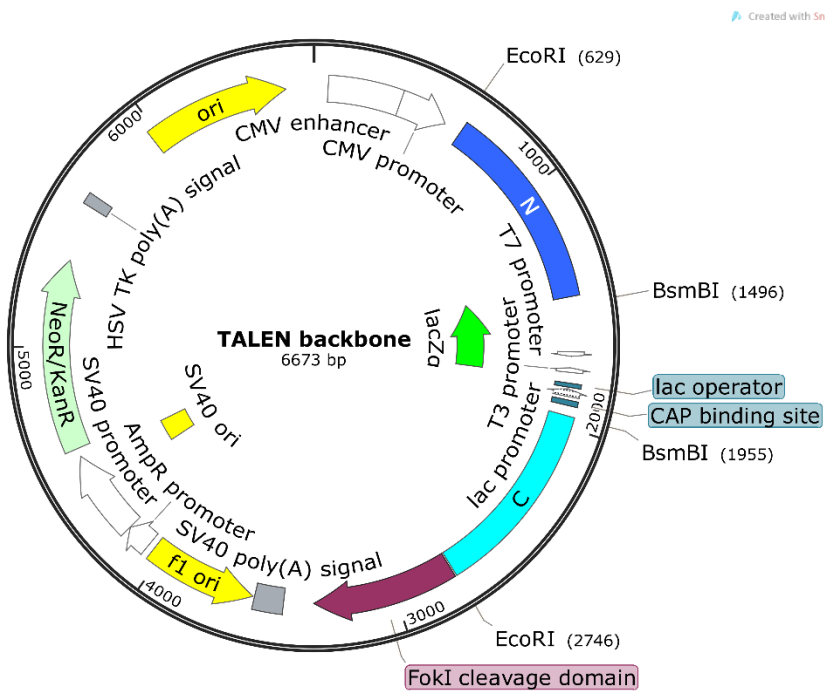 Created with Sn
EcoRI (629)
ori
CMV enhancer
CMV promoter
6000
1000
N
HSV TK poly(A) signal
T7 promoter
BsmBI (1496)
TALEN backbone
6673 bp
lacZα
T3 promoter
lac operator
CAP binding site
2000
BsmBI (1955)
lac promoter
C
NeoR/KanR
5000
SV40 ori
SV40 promoter
AmpR promoter
SV40 poly(A) signal
f1 ori
4000
3000
EcoRI (2746)
FokI cleavage domain